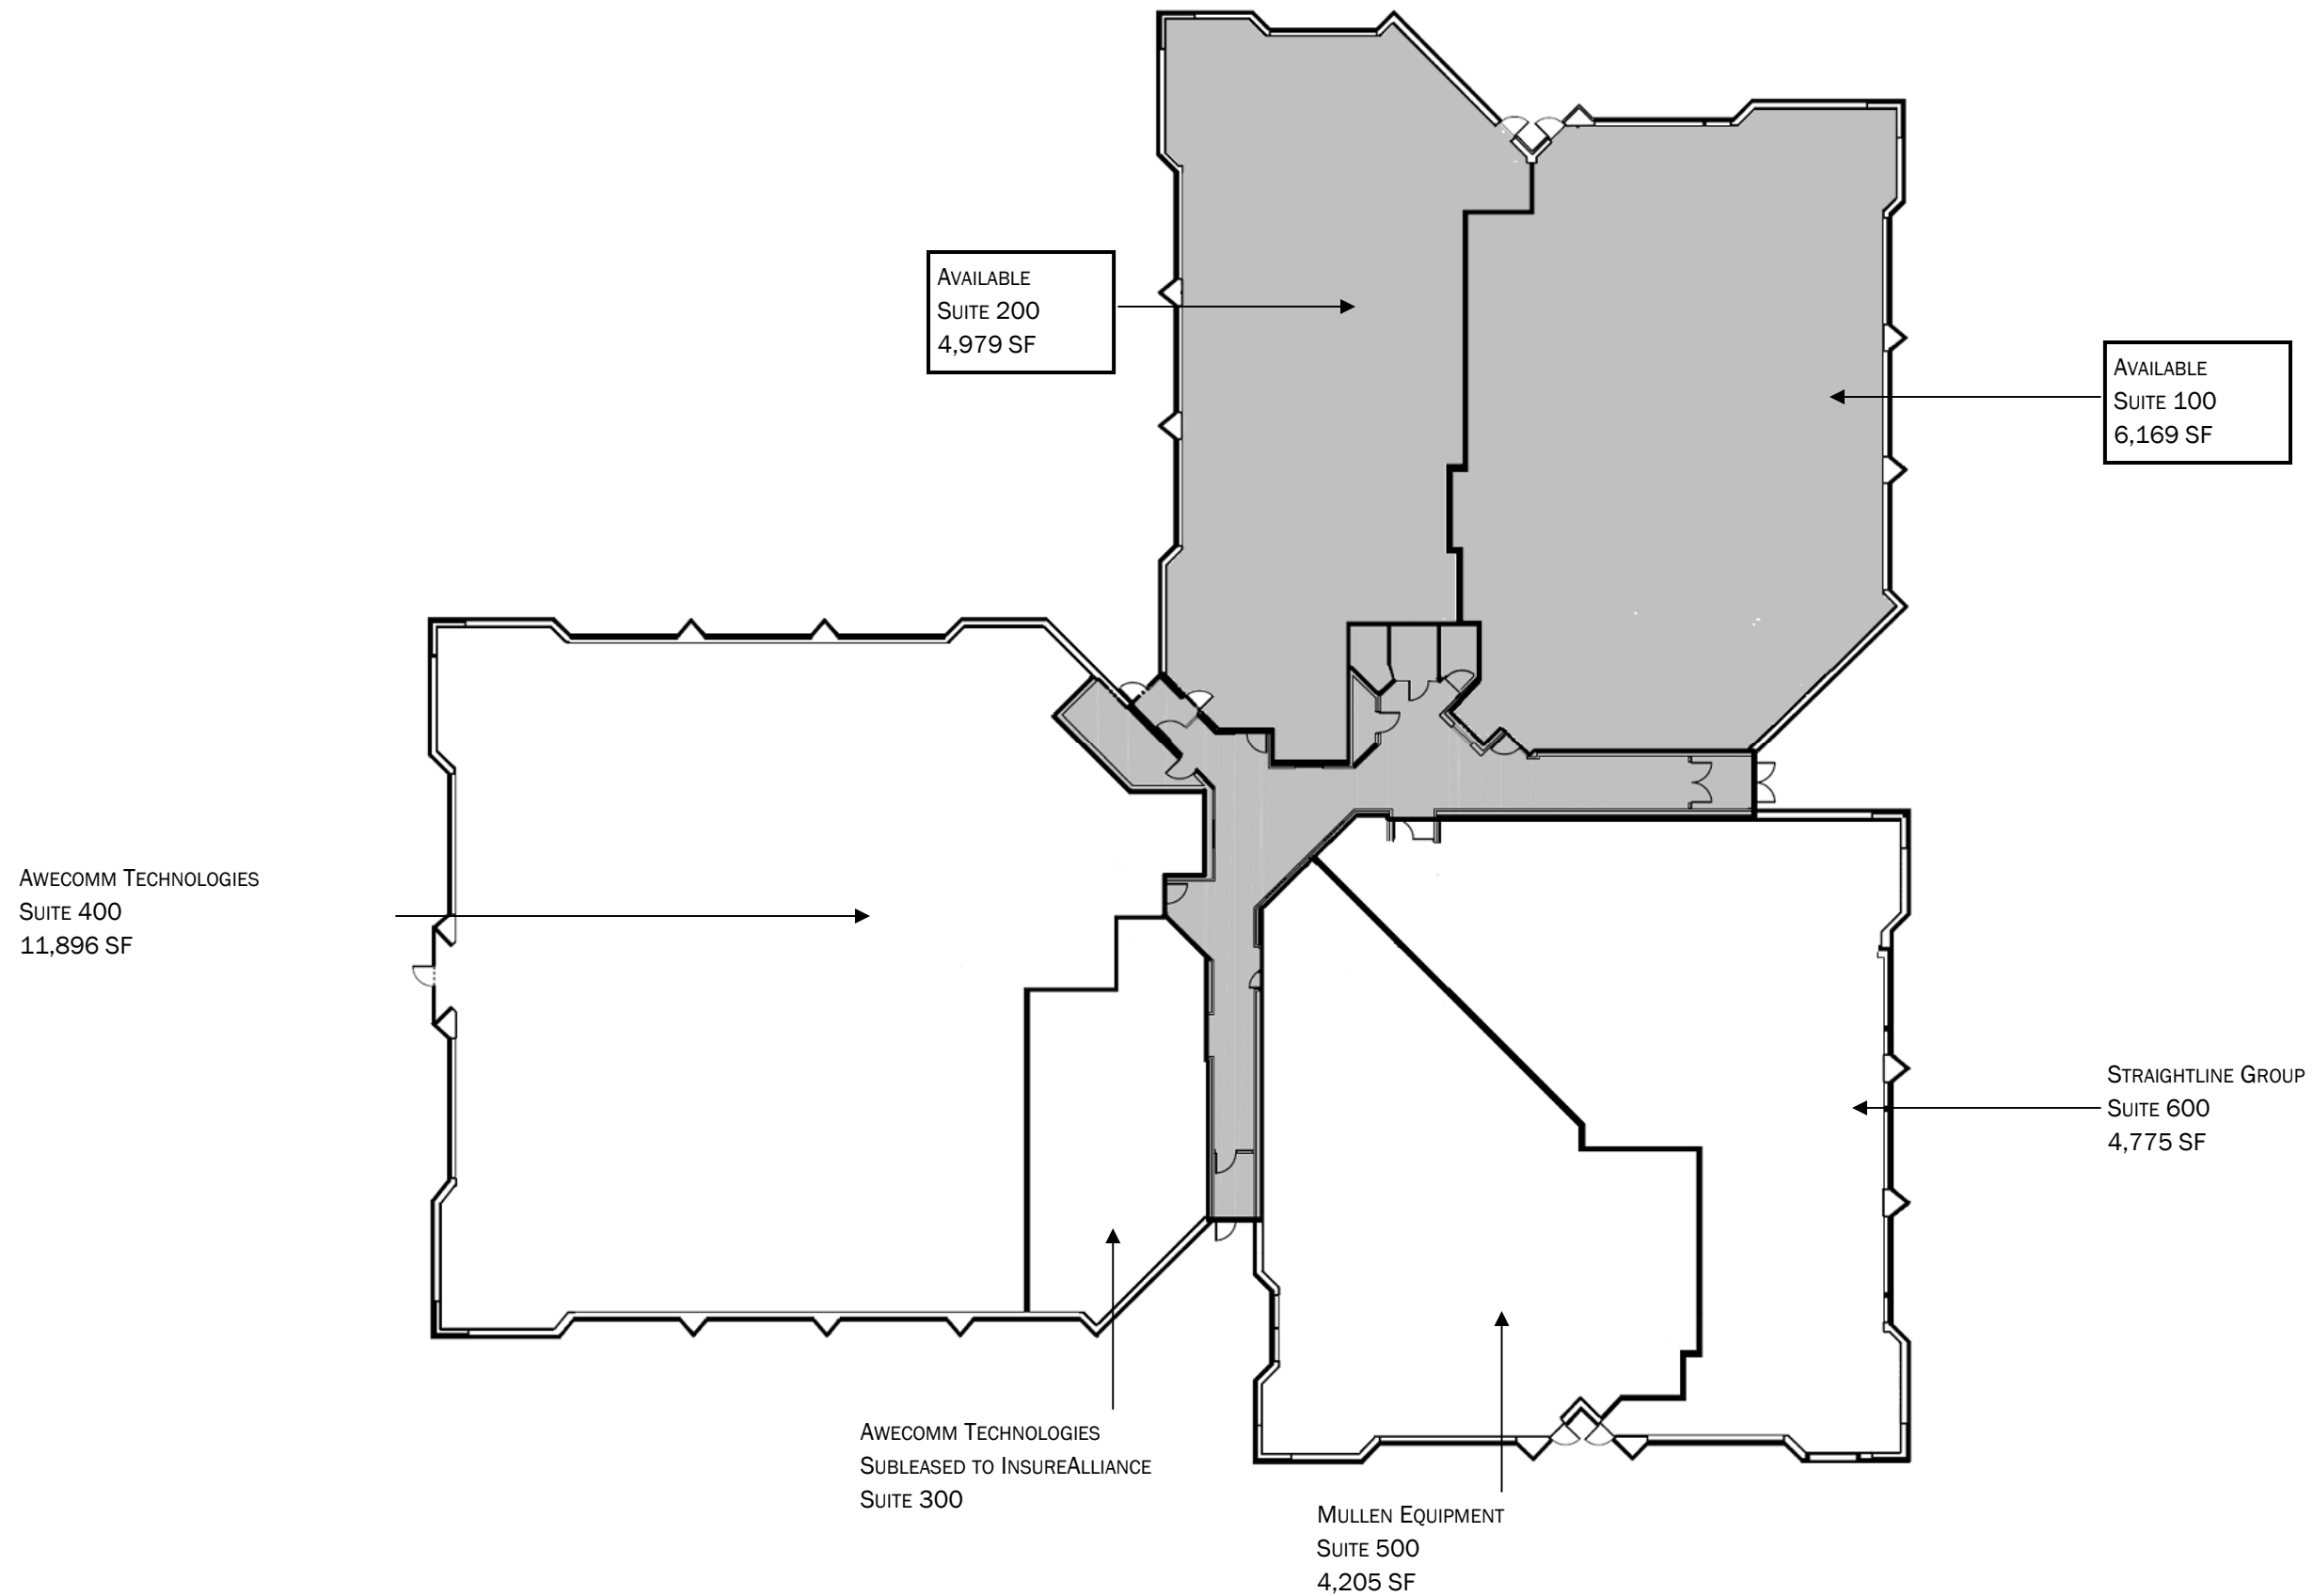 Available
Suite 200
4,979 SF
Available
Suite 100
6,169 SF
Awecomm Technologies
Suite 400
11,896 SF
Straightline Group
Suite 600
4,775 SF
Awecomm Technologies
Subleased to InsureAlliance
Suite 300
Mullen Equipment
Suite 500
4,205 SF